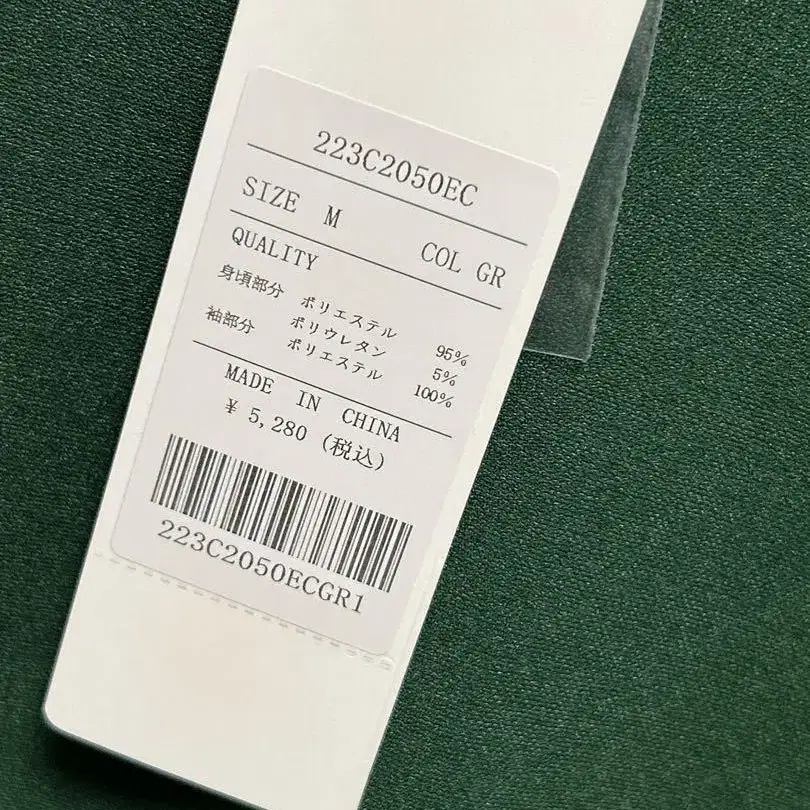 223C2050EC
SIZE M COL GR
QUALITY
身頃部分 ポリエステル 95%
ポリウレタン 5%
袖部分 ポリエステル 100%
MADE IN CHINA
¥ 5,280 (税込)
223C2050ECGR1